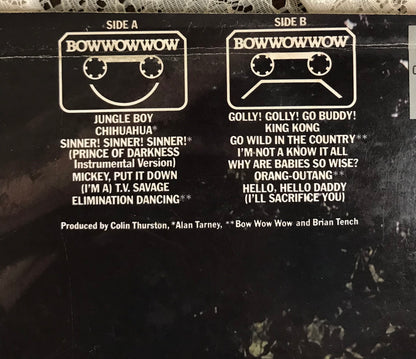 SIDE A
BOWWOWWOW
JUNGLE BOY
CHIHUAHUA*
SINNER! SINNER! SINNER!*
(PRINCE OF DARKNESS
Instrumental Version)
MICKEY, PUT IT DOWN
(I'M A) T.V. SAVAGE
ELIMINATION DANCING**
SIDE B
BOWWOWWOW
GOLLY! GOLLY! GO BUDDY!
KING KONG
GO WILD IN THE COUNTRY**
I'M NOT A KNOW IT ALL
WHY ARE BABIES SO WISE?
ORANG-OUTANG**
HELLO, HELLO DADDY
(I'LL SACRIFICE YOU)
Produced by Colin Thurston, *Alan Tarney, **Bow Wow Wow and Brian Tench